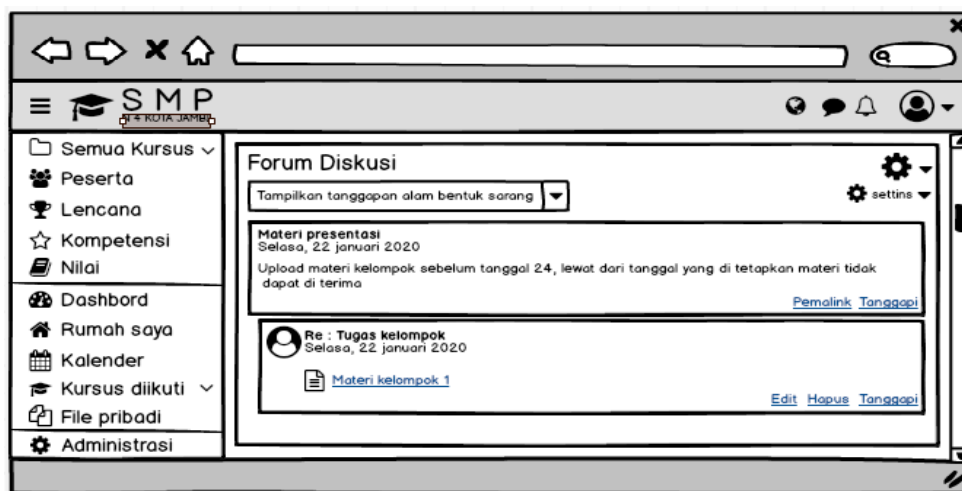 SMP
N 4 KOTA JAMBI
Semua Kursus
Peserta
Lencana
Kompetensi
Nilai
Dashbord
Rumah saya
Kalender
Kursus diikuti
File pribadi
Administrasi
Forum Diskusi
Tampilkan tanggapan alam bentuk sarang
settins
Materi presentasi
Selasa, 22 januari 2020
Upload materi kelompok sebelum tanggal 24, lewat dari tanggal yang di tetapkan materi tidak
dapat di terima
Pemalink Tanggapi
Re : Tugas kelompok
Selasa, 22 januari 2020
Materi kelompok 1
Edit Hapus Tanggapi